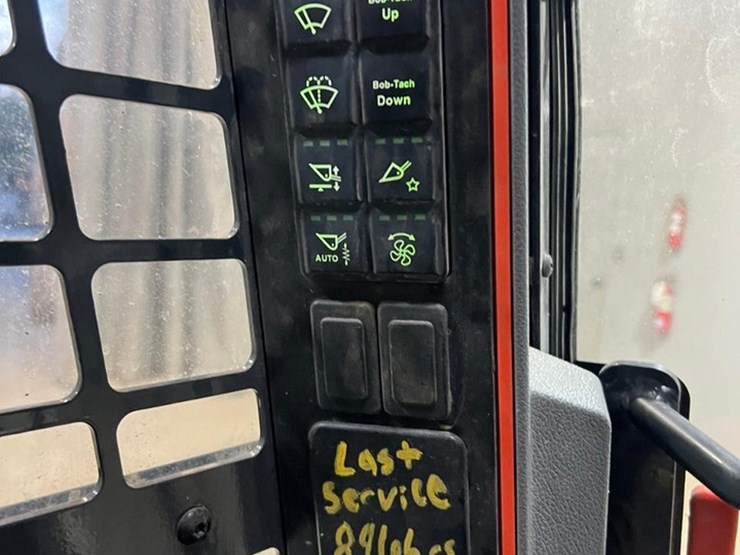 Up
Bob-Tach
Down
AUTO
Last
Service